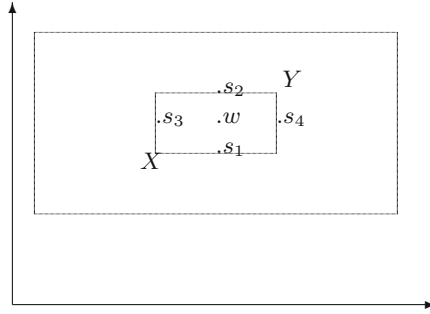 .s₂ Y
.s₃ .w .s₄
X .s₁